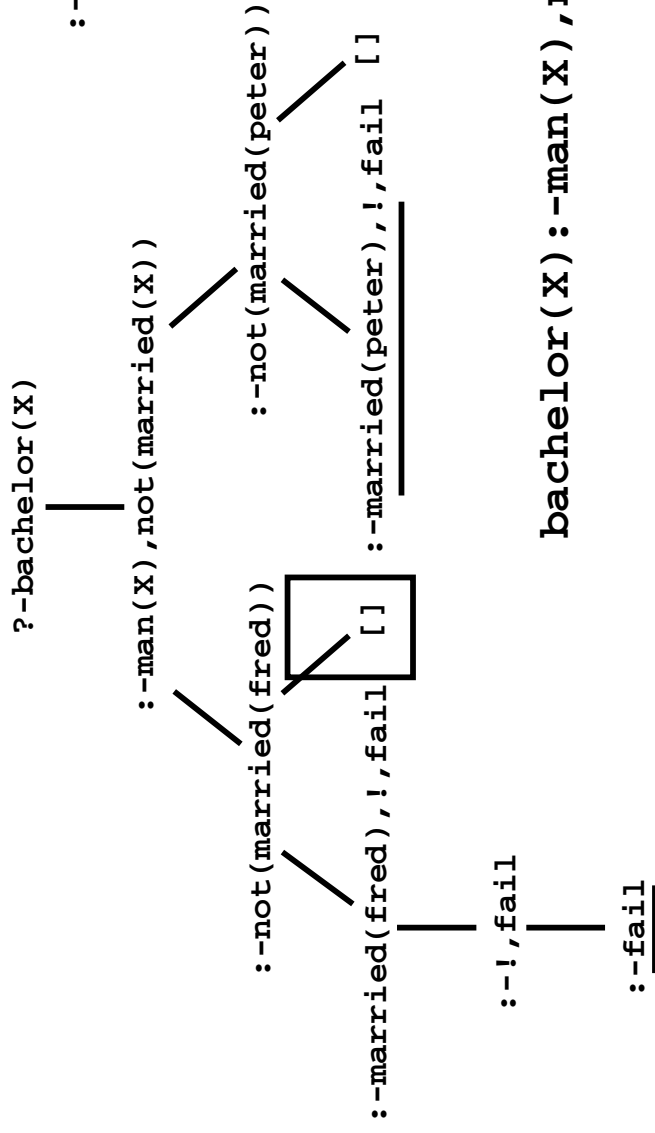 :-
?-bachelor(X)
:-man(X),not(married(X))
:-not(married(fred))
:-not(married(peter))
:-married(fred),!,fail
[]
:-married(peter),!,fail
[]
:-!,fail
bachelor(X):-man(X),
:-fail